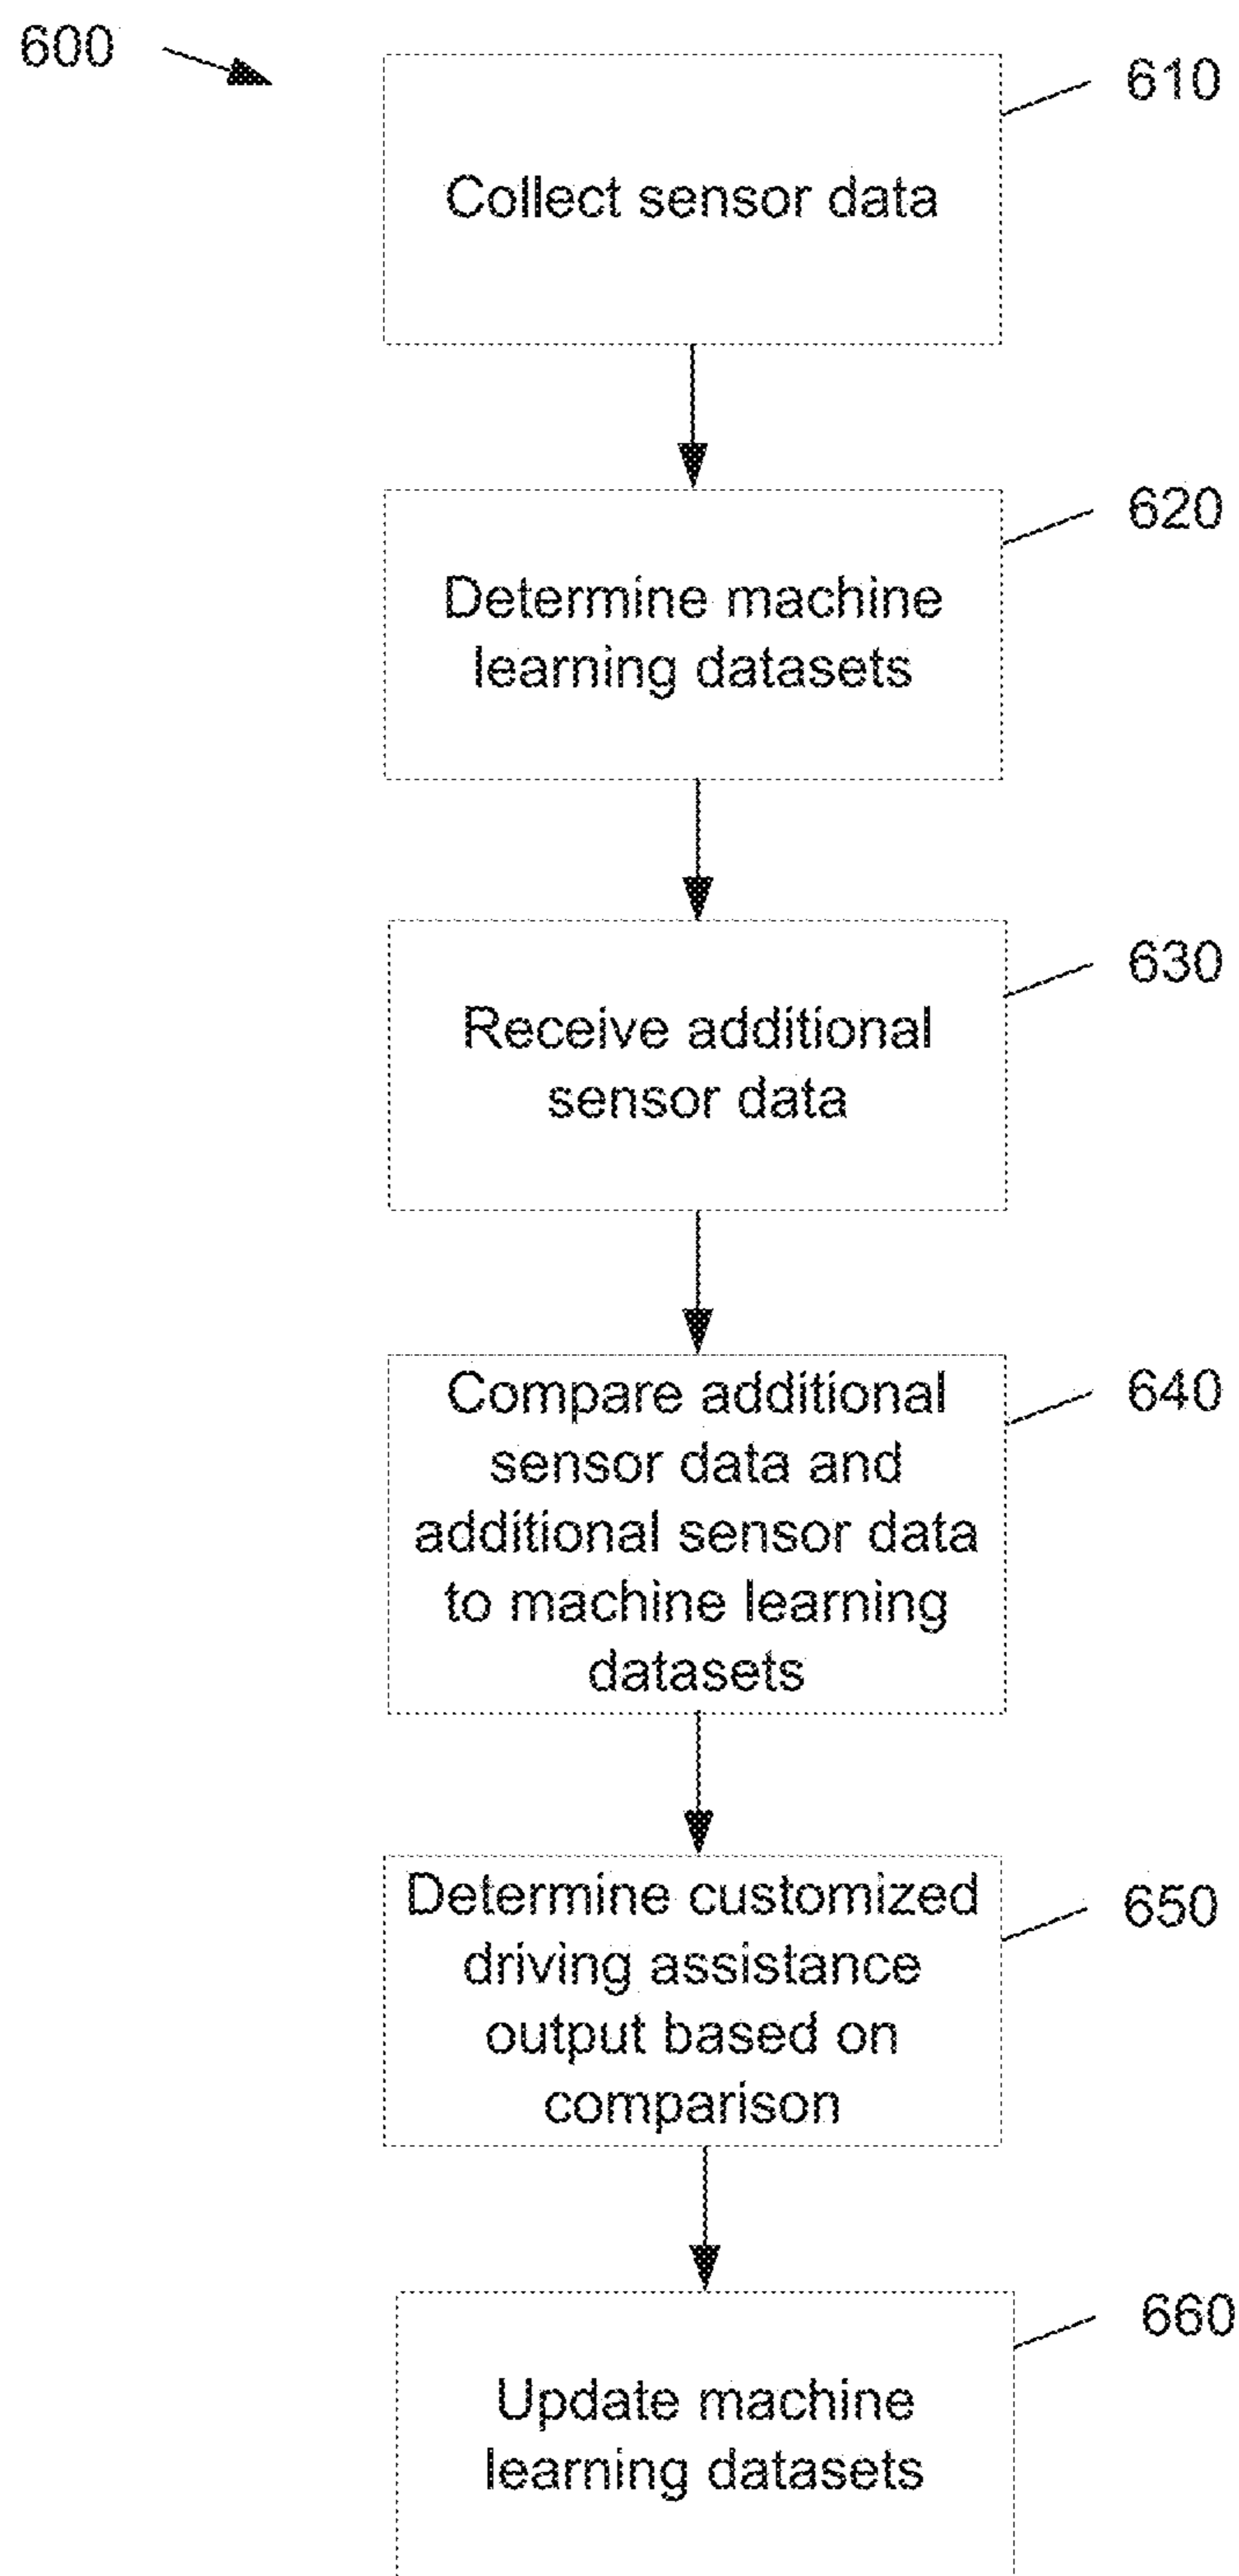 600
610
Collect sensor data
620
Determine machine
learning datasets
630
Receive additional
sensor data
640
Compare additional
sensor data and
additional sensor data
to machine learning
datasets
650
Determine customized
driving assistance
output based on
comparison
660
Update machine
learning datasets